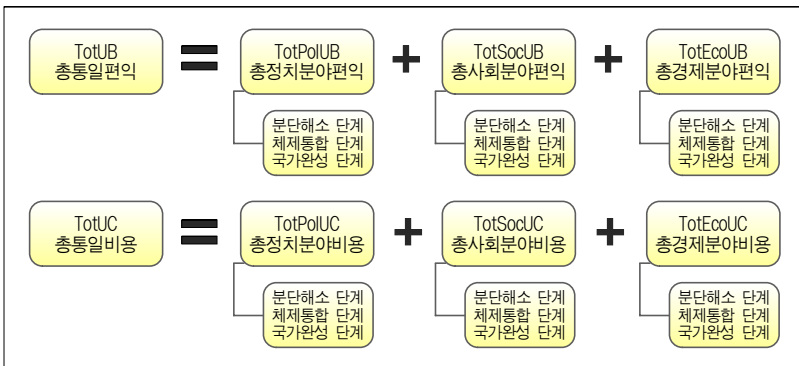 TotUB
총통일편익
=
TotPolUB
총정치분야편익
+
TotSocUB
총사회분야편익
+
TotEcoUB
총경제분야편익
분단해소 단계
체제통합 단계
국가완성 단계
분단해소 단계
체제통합 단계
국가완성 단계
분단해소 단계
체제통합 단계
국가완성 단계
TotUC
총통일비용
=
TotPolUC
총정치분야비용
+
TotSocUC
총사회분야비용
+
TotEcoUC
총경제분야비용
분단해소 단계
체제통합 단계
국가완성 단계
분단해소 단계
체제통합 단계
국가완성 단계
분단해소 단계
체제통합 단계
국가완성 단계